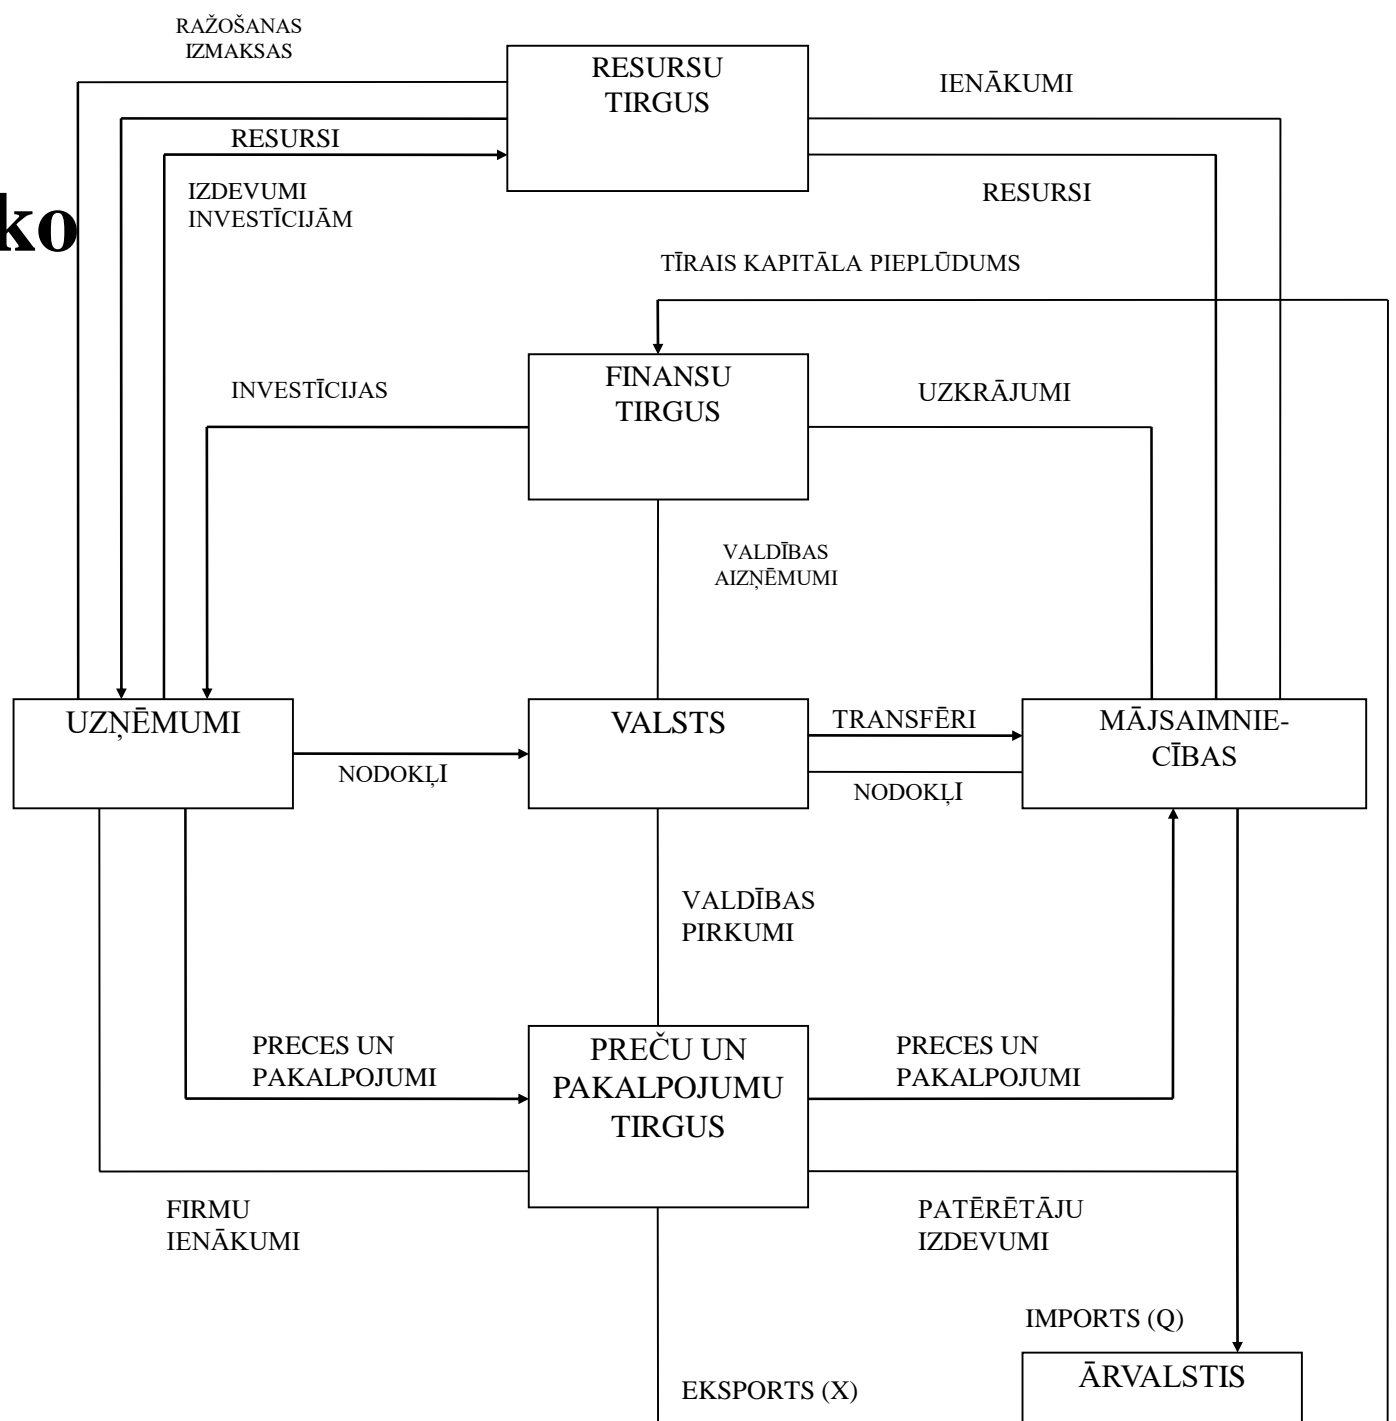 RAŽOŠANAS
IZMAKSAS
RESURSU
TIRGUS
IENĀKUMI
RESURSI
IZDEVUMI
INVESTĪCIJĀM
RESURSI
ko
TĪRAIS KAPITĀLA PIEPLŪDUMS
INVESTĪCIJAS
FINANSU
TIRGUS
UZKRĀJUMI
VALDĪBAS
AIZŅĒMUMI
UZŅĒMUMI
VALSTS
TRANSFĒRI
MĀJSAIMNIE-
CĪBAS
NODOKĻI
NODOKĻI
VALDĪBAS
PIRKUMI
PRECES UN
PAKALPOJUMI
PREČU UN
PAKALPOJUMU
TIRGUS
PRECES UN
PAKALPOJUMI
FIRMU
IENĀKUMI
PATĒRĒTĀJU
IZDEVUMI
IMPORTS (Q)
EKSPORTS (X)
ĀRVALSTIS